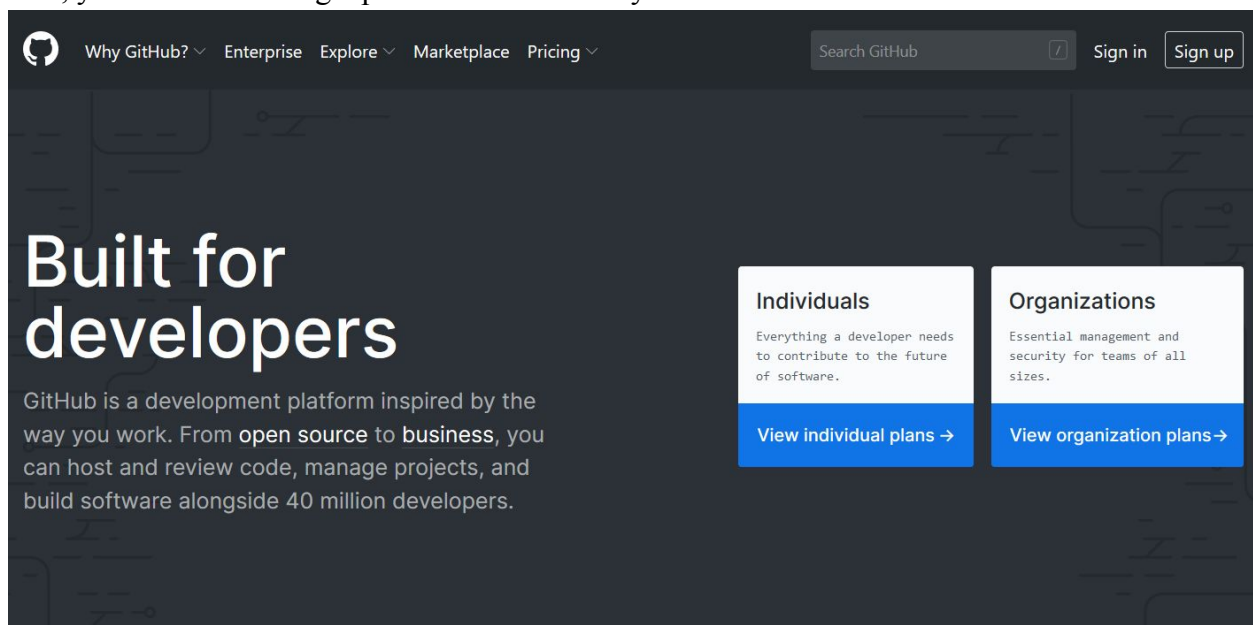 Why GitHub? Enterprise Explore Marketplace Pricing Search GitHub / Sign in Sign up
Built for
developers
GitHub is a development platform inspired by the
way you work. From open source to business, you
can host and review code, manage projects, and
build software alongside 40 million developers.
Individuals
Everything a developer needs
to contribute to the future
of software.
View individual plans →
Organizations
Essential management and
security for teams of all
sizes.
View organization plans→